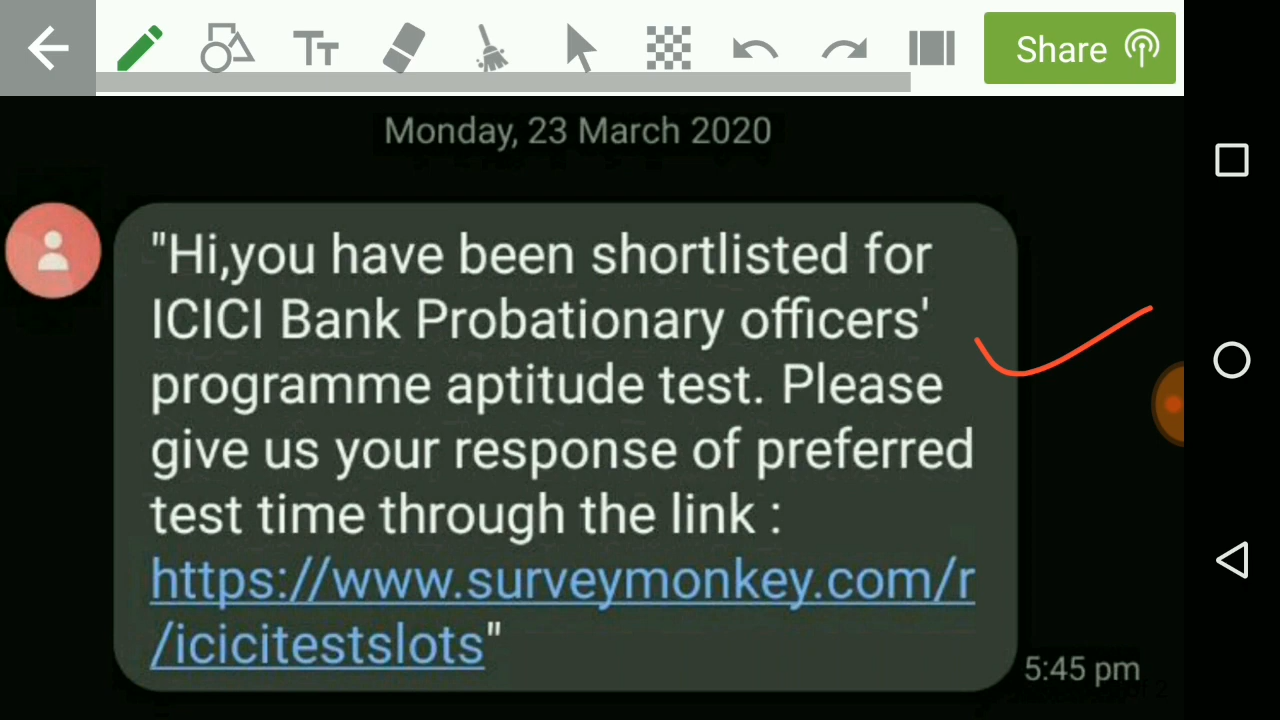 Share
Monday, 23 March 2020
"Hi,you have been shortlisted for
ICICI Bank Probationary officers'
programme aptitude test. Please
give us your response of preferred
test time through the link :
https://www.surveymonkey.com/r
/icicitestslots"
5:45 pm